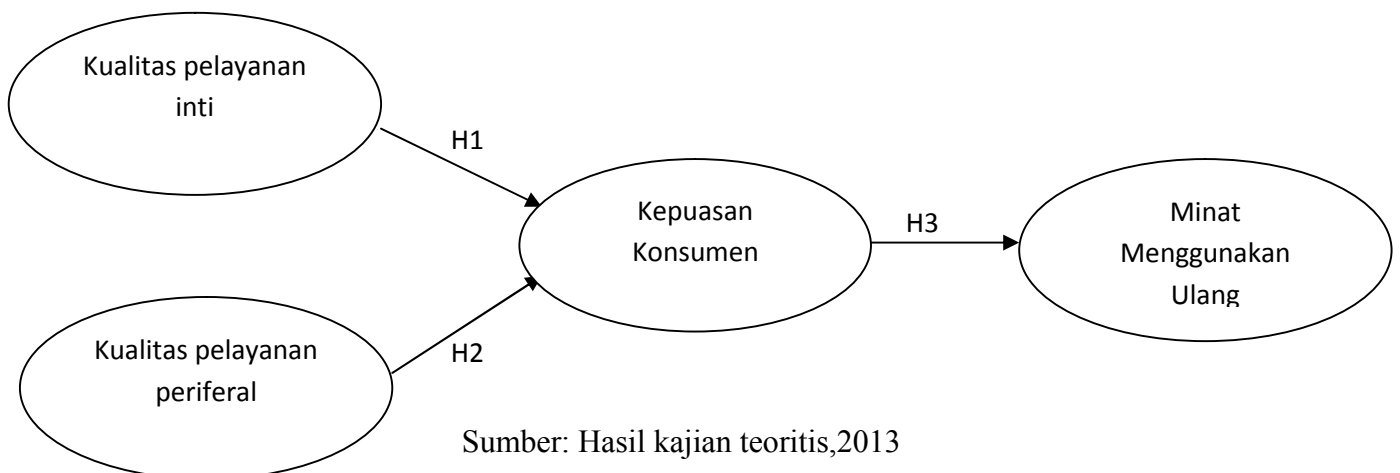 Kualitas pelayanan
inti
H1
Kepuasan
Konsumen
H3
Minat
Menggunakan
Ulang
Kualitas pelayanan
periferal
H2
Sumber: Hasil kajian teoritis,2013